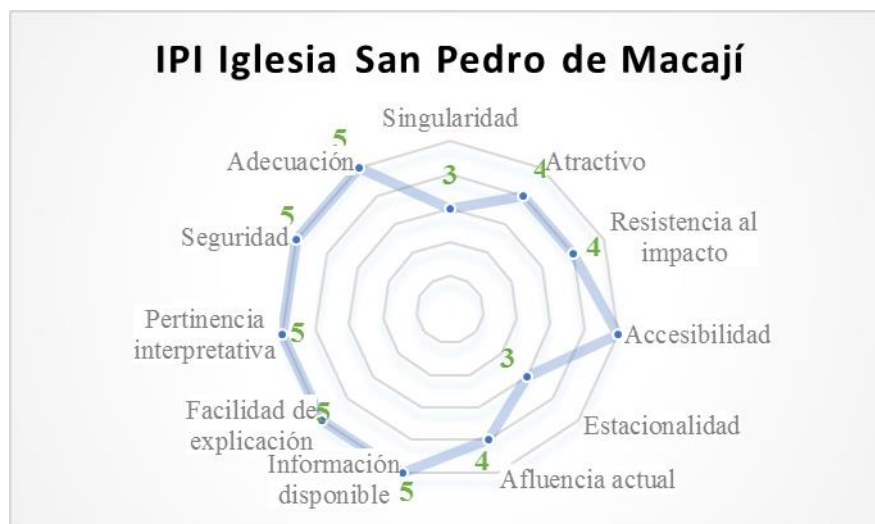 IPI Iglesia San Pedro de Macají
Singularidad
5
Adecuación
3
4
Atractivo
5
Seguridad
Resistencia al
impacto
4
Pertinencia
interpretativa
5
Accesibilidad
3
Facilidad de
explicación
5
Estacionalidad
Información
disponible
5
4
Afluencia actual